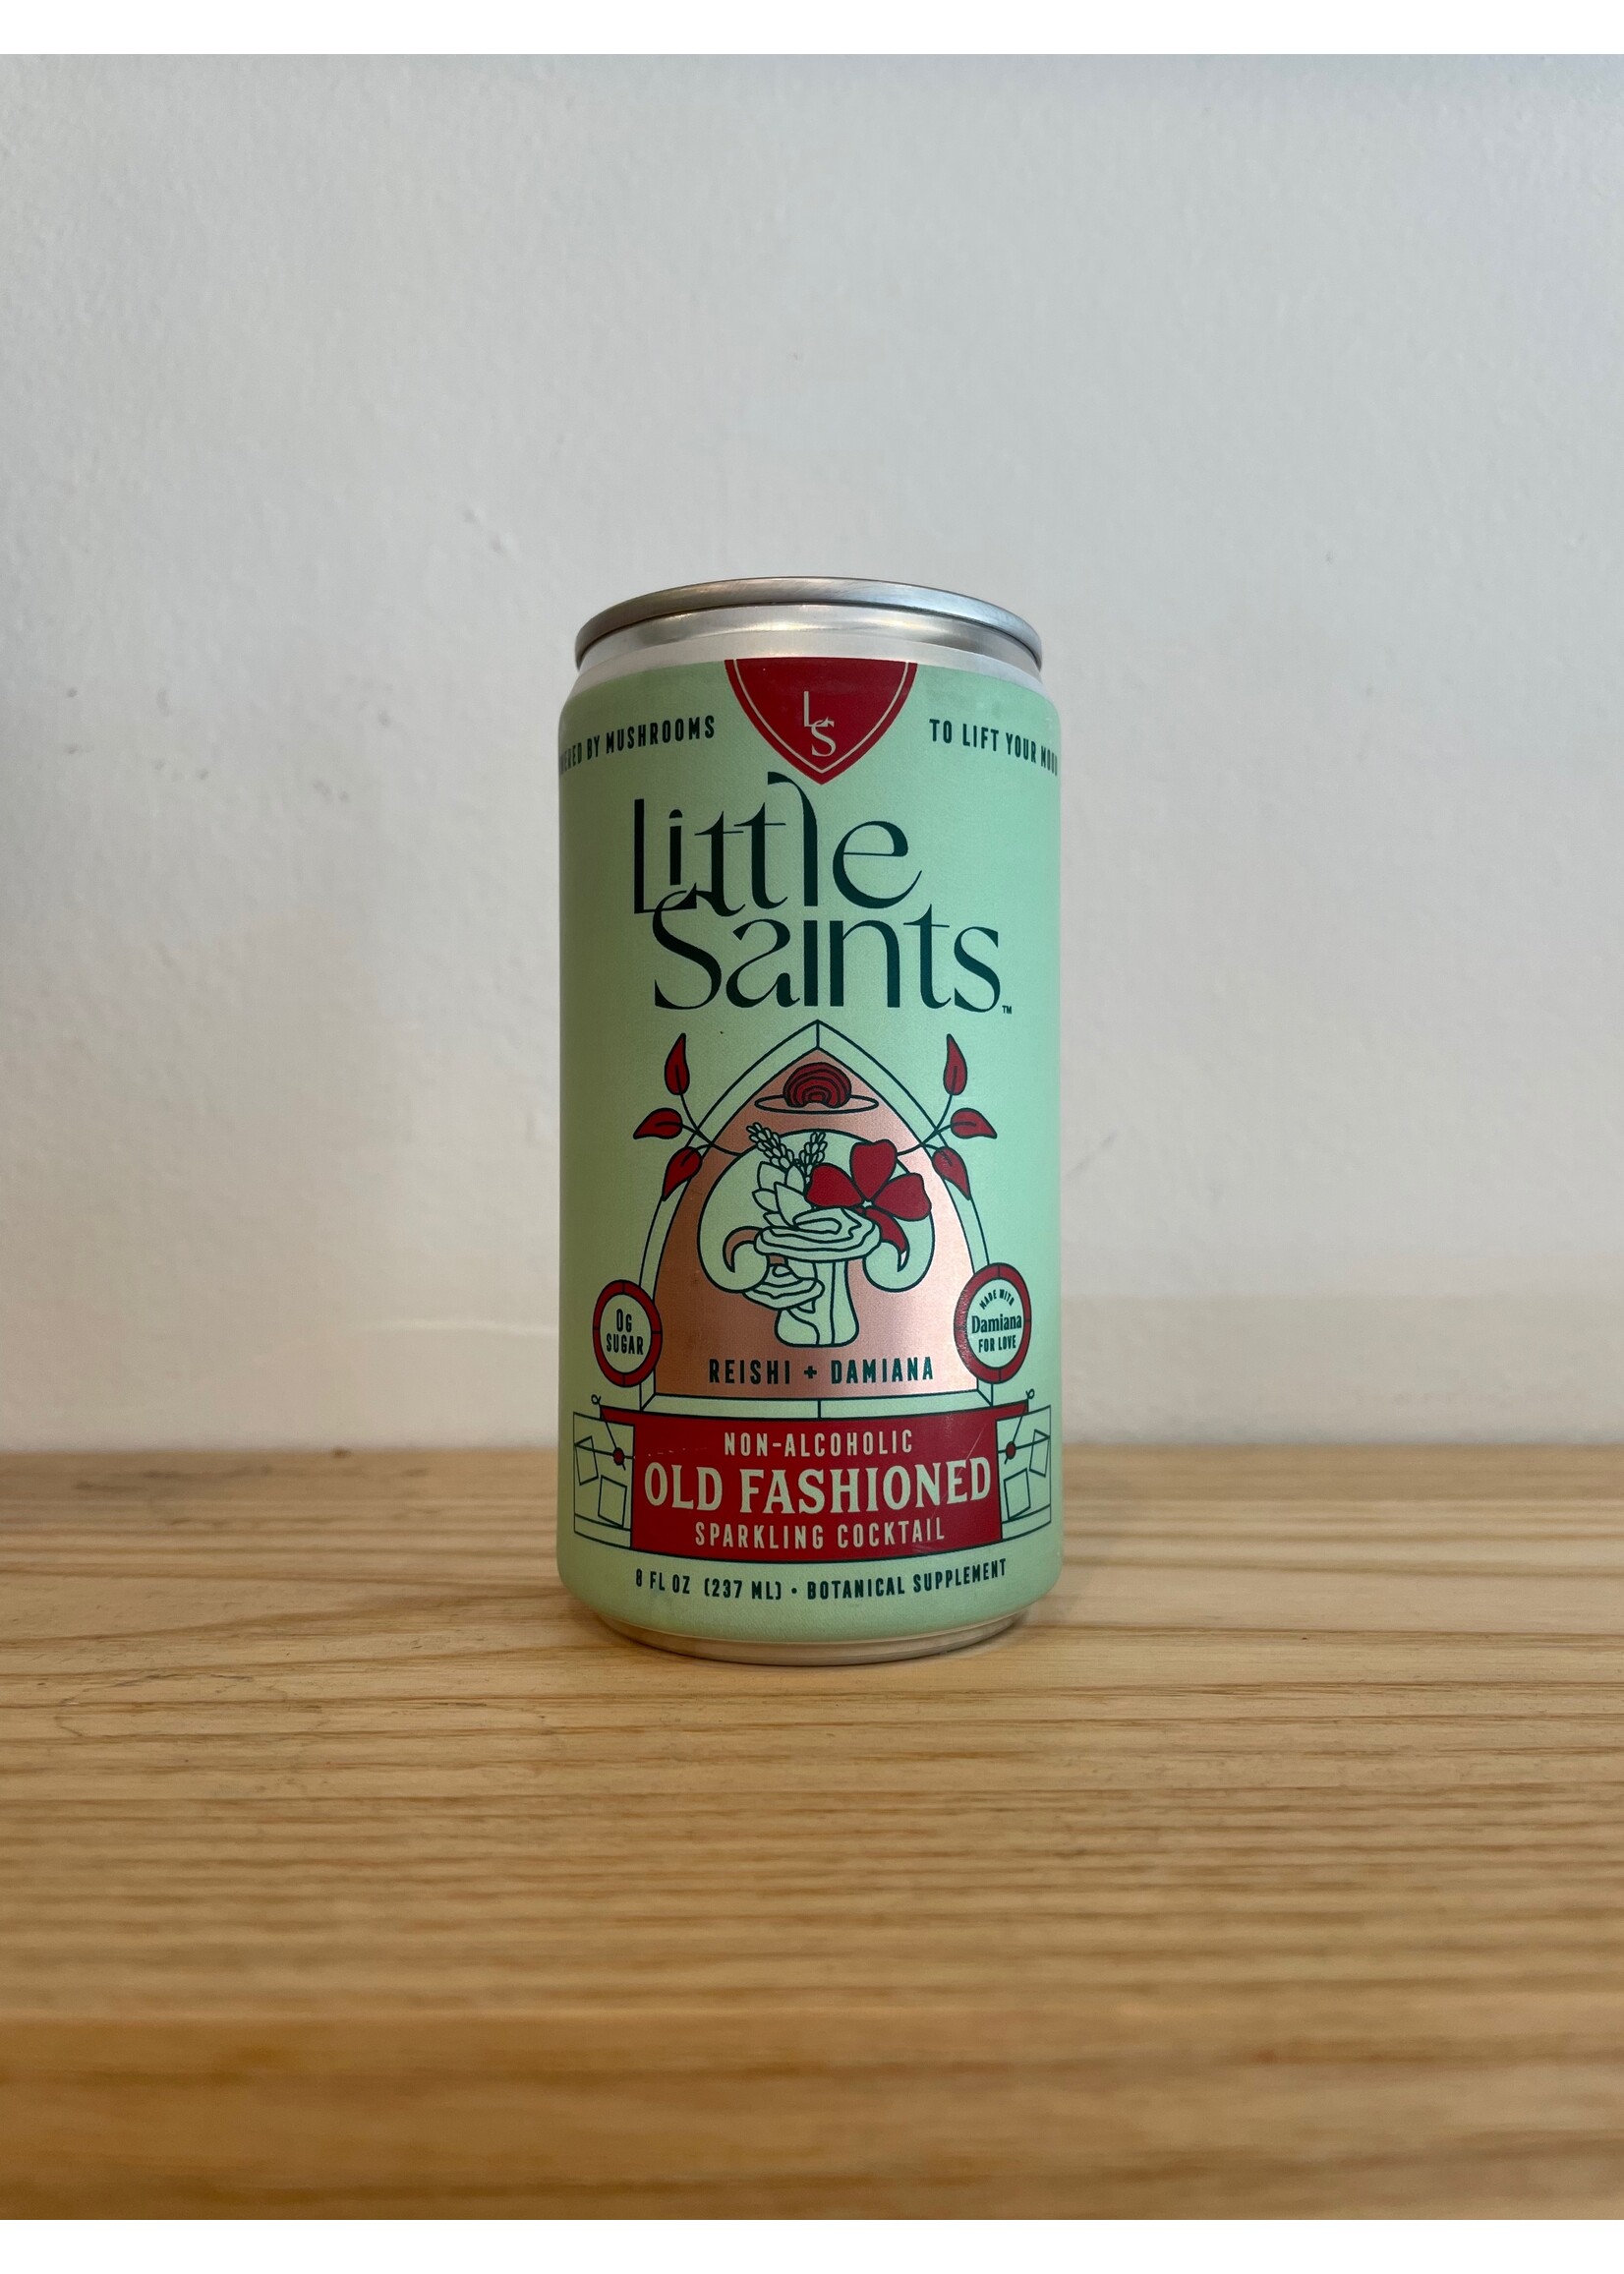 LS
BY MUSHROOMS
TO LIFT YOUR
Little
Saints™
0g
SUGAR
MADE WITH
Damiana
FOR LOVE
REISHI + DAMIANA
NON-ALCOHOLIC
OLD FASHIONED
SPARKLING COCKTAIL
8 FL OZ (237 ML) • BOTANICAL SUPPLEMENT